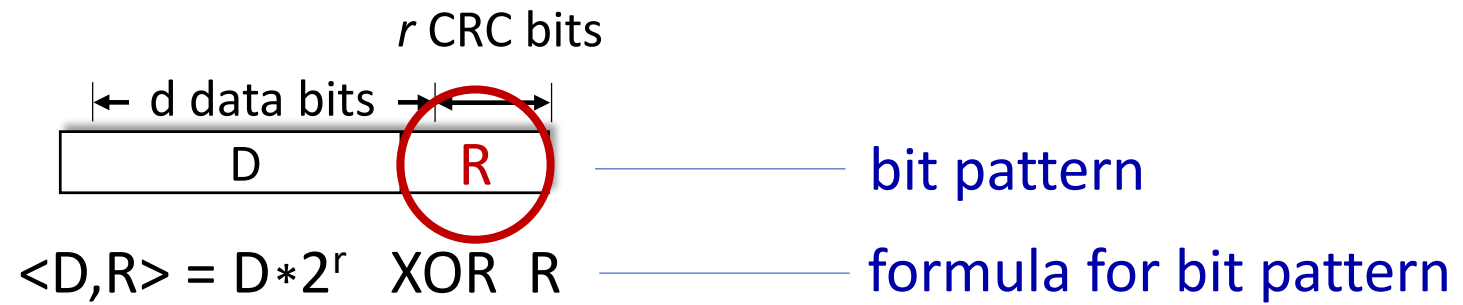 r CRC bits
d data bits
D R bit pattern
<D,R> = D∗2ʳ XOR R formula for bit pattern